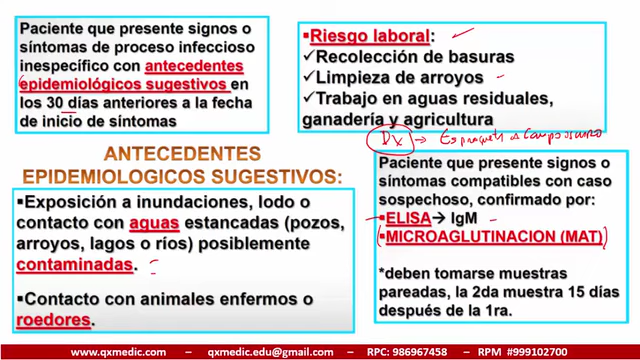 Paciente que presente signos o
síntomas de proceso infeccioso
inespecífico con antecedentes
epidemiológicos sugestivos en
los 30 días anteriores a la fecha
de inicio de síntomas
▪Riesgo laboral:
✓Recolección de basuras
✓Limpieza de arroyos
✓Trabajo en aguas residuales,
ganadería y agricultura
Dx → Espiroquetas campo oscuro
ANTECEDENTES
EPIDEMIOLOGICOS SUGESTIVOS:
▪Exposición a inundaciones, lodo o
contacto con aguas estancadas (pozos,
arroyos, lagos o ríos) posiblemente
contaminadas.
▪Contacto con animales enfermos o
roedores.
Paciente que presente signos o
síntomas compatibles con caso
sospechoso, confirmado por:
▪ELISA→ IgM
▪MICROAGLUTINACION (MAT)
*deben tomarse muestras
pareadas, la 2da muestra 15 días
después de la 1ra.
www.qxmedic.com - qxmedic.edu@gmail.com - RPC: 986967458 - RPM #999102700